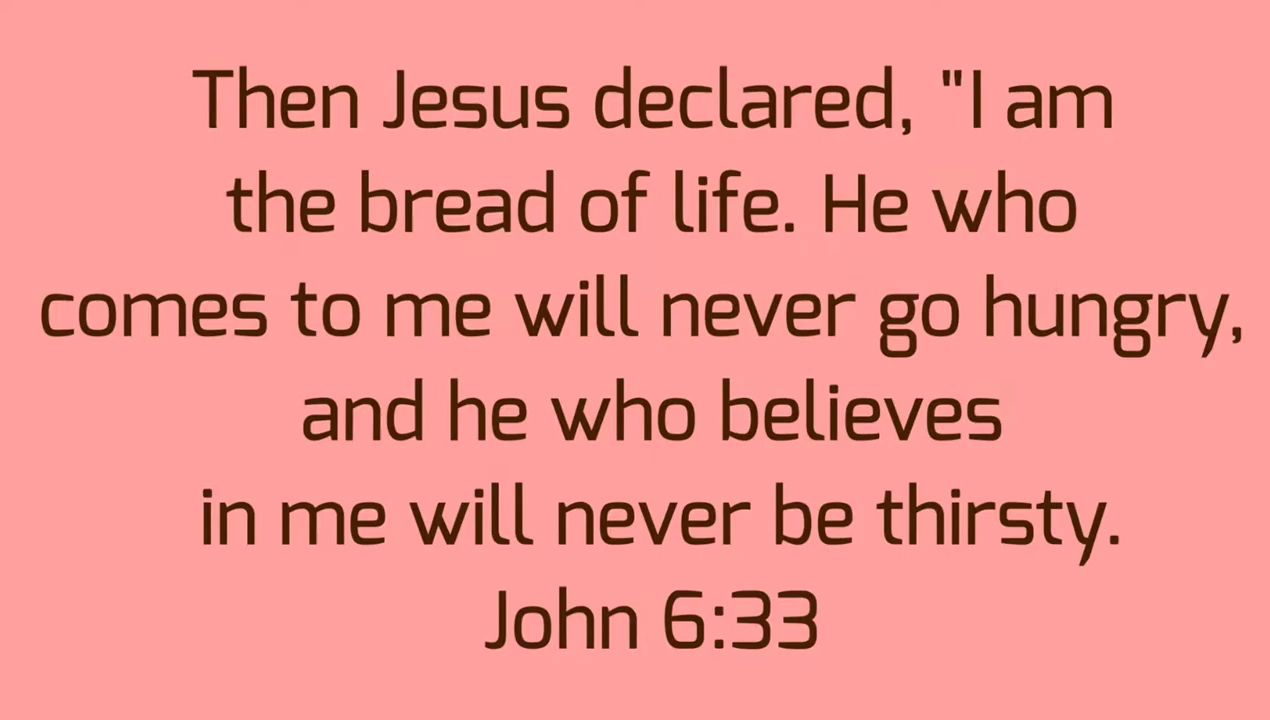 Then Jesus declared, "I am
the bread of life. He who
comes to me will never go hungry,
and he who believes
in me will never be thirsty.
John 6:33